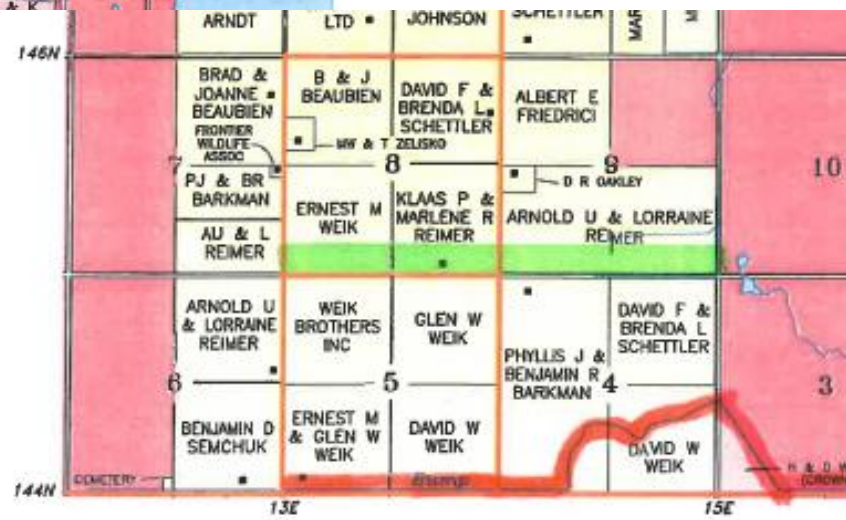 & K
ARNDT
LTD
JOHNSON
SCHETTLER
MAR
146N
BRAD &
JOANNE
BEAUBIEN
B & J
BEAUBIEN
DAVID F &
BRENDA L
SCHETTLER
ALBERT E
FRIEDRICI
FRONTIER
WILDLIFE
ASSOC
MW & T ZELISKO
7
8
9
10
PJ & BR
BARKMAN
D R OAKLEY
ERNEST M
WEIK
KLAAS P &
MARLENE R
REIMER
ARNOLD U & LORRAINE
REIMER
AU & L
REIMER
ARNOLD U
& LORRAINE
REIMER
WEIK
BROTHERS
INC
GLEN W
WEIK
DAVID F &
BRENDA L
SCHETTLER
PHYLLIS J &
BENJAMIN R
BARKMAN
6
5
4
3
BENJAMIN D
SEMCHUK
ERNEST M
& GLEN W
WEIK
DAVID W
WEIK
DAVID W
WEIK
H & D W
(CROWN
CEMETERY
144N
13E
15E